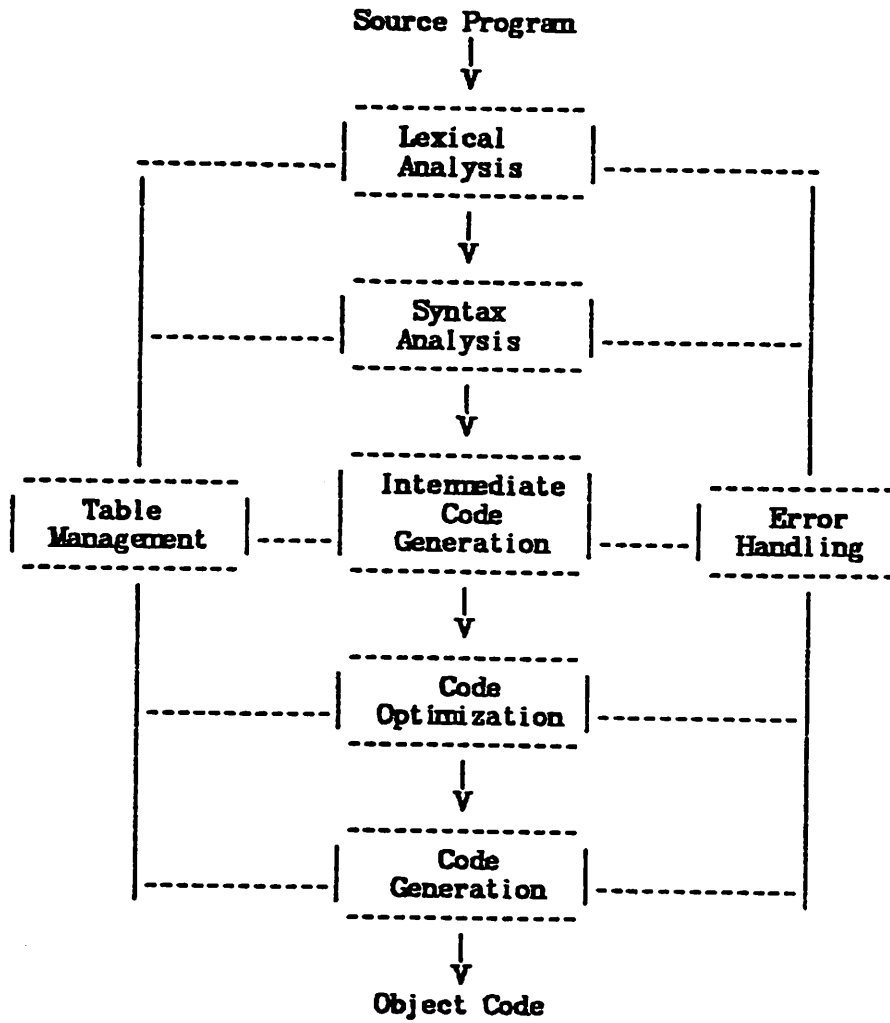 Source Program
Lexical
Analysis
Syntax
Analysis
Intermediate
Code
Generation
Table
Management
Error
Handling
Code
Optimization
Code
Generation
Object Code